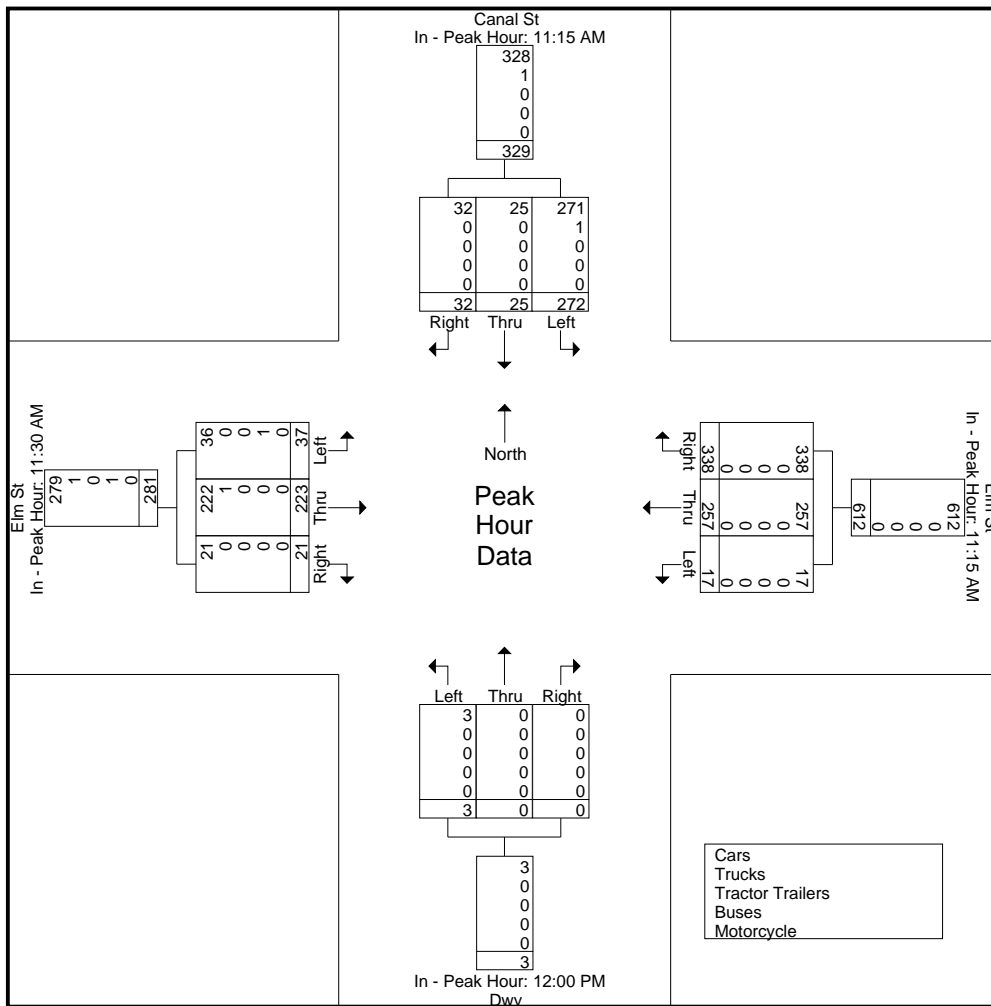 Canal St
In - Peak Hour: 11:15 AM
328
1
0
0
0
329
32 25 271
0 0 1
0 0 0
0 0 0
0 0 0
32 25 272
Right Thru Left
Elm St
In - Peak Hour: 11:30 AM
279 1 0 1 0 281
36 0 0 1 0 37
Left
222 1 0 0 0 223
Thru
21 0 0 0 0 21
Right
North
Peak
Hour
Data
Right
338 0 0 0 0 338
Thru
257 0 0 0 0 257
Left
17 0 0 0 0 17
612 0 0 0 0 612
In - Peak Hour: 11:15 AM
Elm St
Left Thru Right
3 0 0
0 0 0
0 0 0
0 0 0
0 0 0
3 0 0
3
0
0
0
0
3
In - Peak Hour: 12:00 PM
Dwy
Cars
Trucks
Tractor Trailers
Buses
Motorcycle